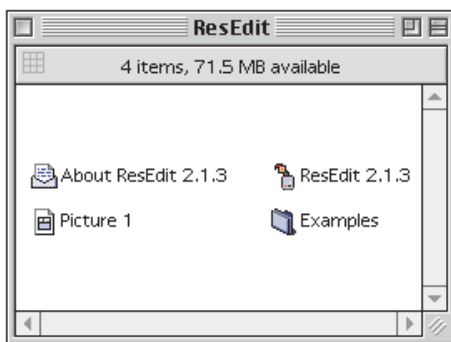 ResEdit
4 items, 71.5 MB available
About ResEdit 2.1.3
ResEdit 2.1.3
Picture 1
Examples